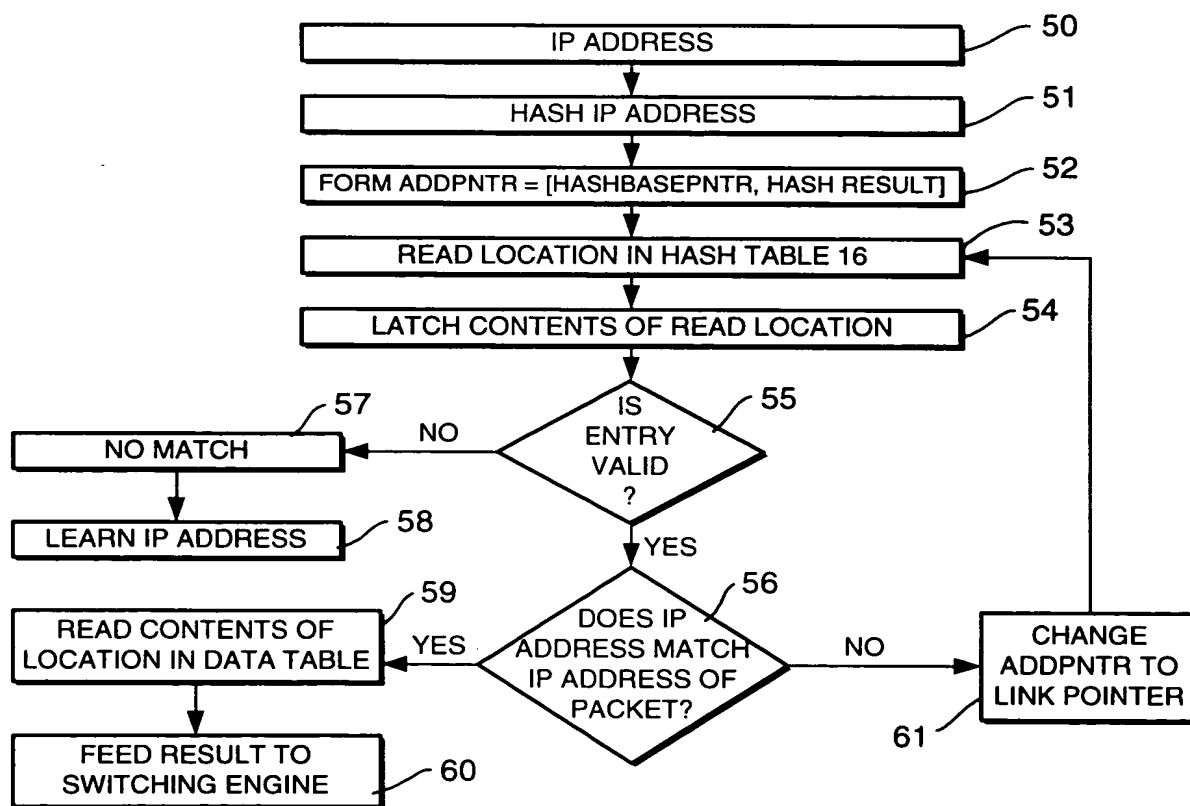 50
IP ADDRESS
51
HASH IP ADDRESS
52
FORM ADDPNTR = [HASHBASEPNTR, HASH RESULT]
53
READ LOCATION IN HASH TABLE 16
54
LATCH CONTENTS OF READ LOCATION
55
IS
ENTRY
VALID
?
NO
57
NO MATCH
58
LEARN IP ADDRESS
YES
56
DOES IP
ADDRESS MATCH
IP ADDRESS OF
PACKET?
YES
59
READ CONTENTS OF
LOCATION IN DATA TABLE
FEED RESULT TO
SWITCHING ENGINE
60
NO
CHANGE
ADDPNTR TO
LINK POINTER
61